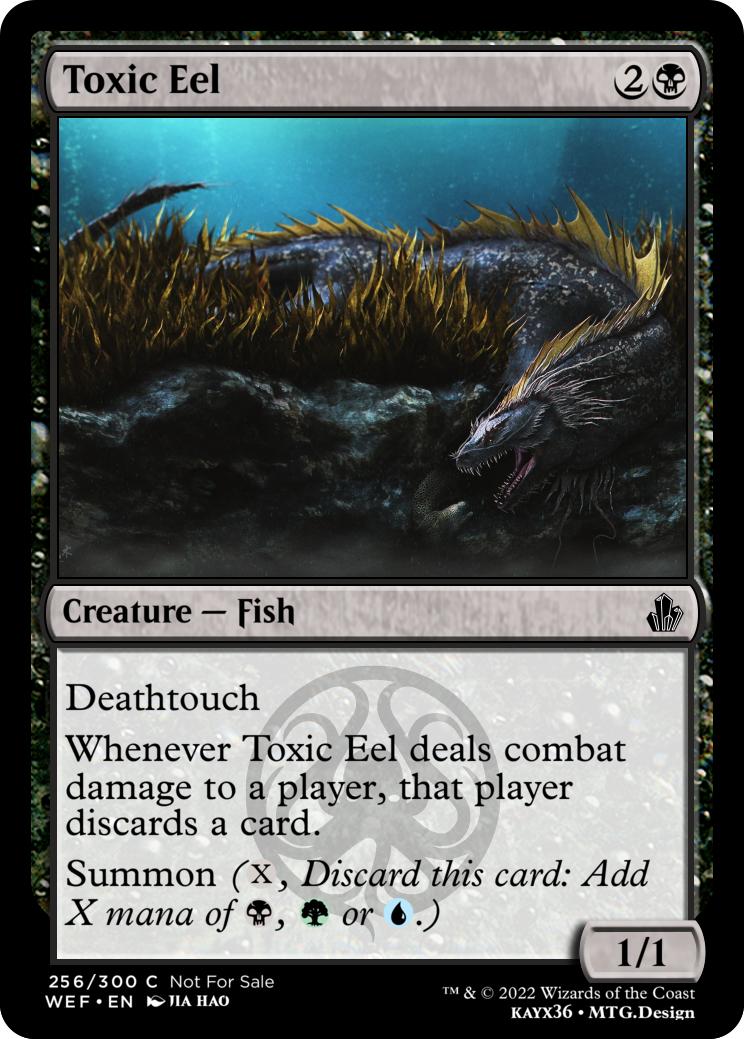 Toxic Eel 2
Creature — Fish
Deathtouch
Whenever Toxic Eel deals combat
damage to a player, that player
discards a card.
Summon (X, Discard this card: Add
X mana of , or .)
1/1
256/300 C Not For Sale
WEF • EN JIA HAO
™ & © 2022 Wizards of the Coast
KAYX36 • MTG.Design